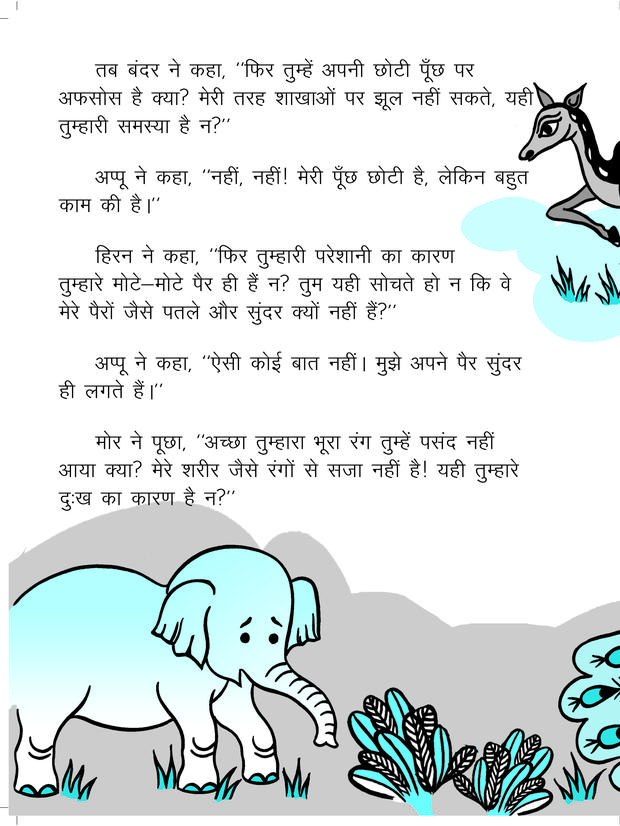 तब बंदर ने कहा, ‘‘फिर तुम्हें अपनी छोटी पूँछ पर
अफसोस है क्या? मेरी तरह शाखाओं पर झूल नहीं सकते, यही
तुम्हारी समस्या है न?’’
अप्पू ने कहा, ‘‘नहीं, नहीं! मेरी पूँछ छोटी है, लेकिन बहुत
काम की है।‘‘
हिरन ने कहा, ‘‘फिर तुम्हारी परेशानी का कारण
तुम्हारे मोटे–मोटे पैर ही हैं न? तुम यही सोचते हो न कि वे
मेरे पैरों जैसे पतले और सुंदर क्यों नहीं हैं?’’
अप्पू ने कहा, ‘‘ऐसी कोई बात नहीं। मुझे अपने पैर सुंदर
ही लगते हैं।‘‘
मोर ने पूछा, ‘‘अच्छा तुम्हारा भूरा रंग तुम्हें पसंद नहीं
आया क्या? मेरे शरीर जैसे रंगों से सजा नहीं है! यही तुम्हारे
दुःख का कारण है न?’’